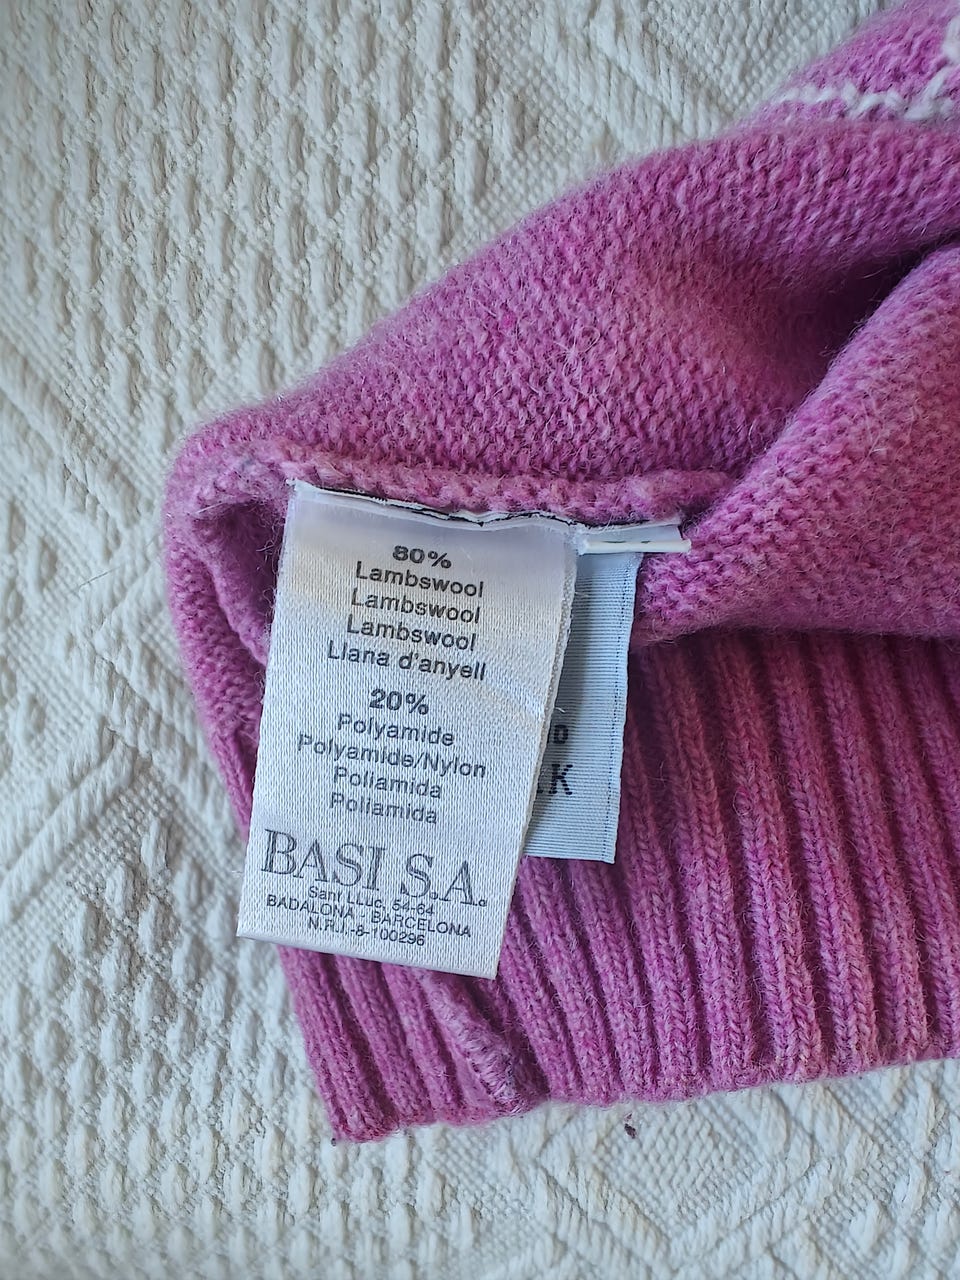 80%
Lambswool
Lambswool
Lambswool
Llana d'anyell
20%
Polyamide
Polyamide/Nylon
Poliamida
Poliamida
BASI S.A.
Sant LLuc, 54-64
BADALONA - BARCELONA
N.R.I.-8-100296
D
K